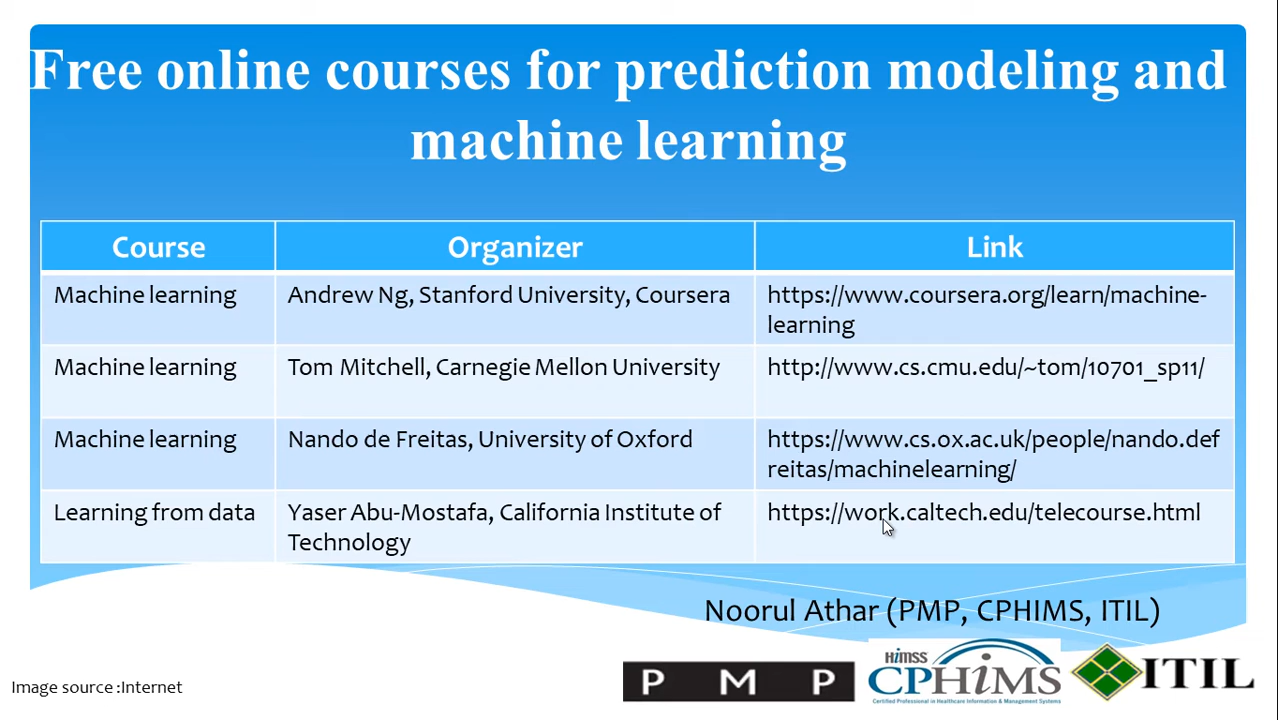 Free online courses for prediction modeling and
machine learning
Course Organizer Link
Machine learning Andrew Ng, Stanford University, Coursera https://www.coursera.org/learn/machine-
learning
Machine learning Tom Mitchell, Carnegie Mellon University http://www.cs.cmu.edu/~tom/10701_sp11/
Machine learning Nando de Freitas, University of Oxford https://www.cs.ox.ac.uk/people/nando.def
reitas/machinelearning/
Learning from data Yaser Abu-Mostafa, California Institute of https://work.caltech.edu/telecourse.html
Technology
Noorul Athar (PMP, CPHIMS, ITIL)
P M P
HiMSS
CPHiMS
Certified Professional in Healthcare Information & Management Systems
ITIL
Image source :Internet